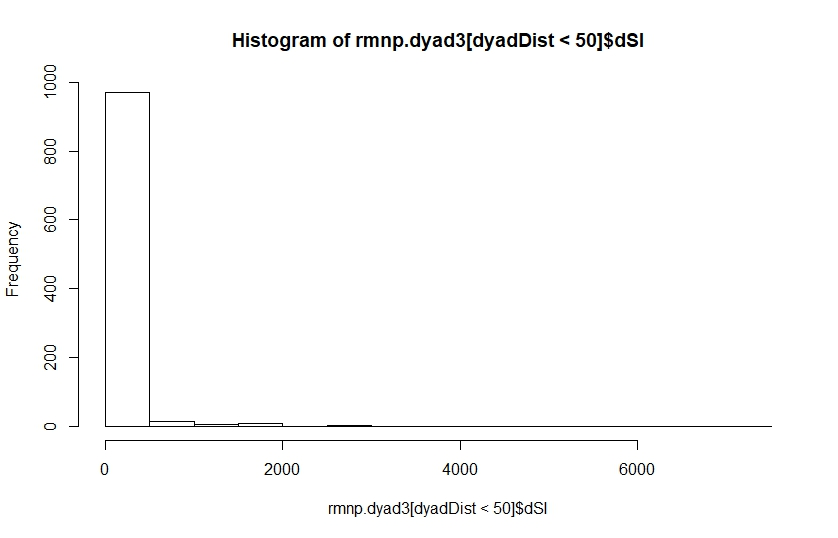 Histogram of rmnp.dyad3[dyadDist < 50]$dSI
Frequency
1000
800
600
400
200
0
0 2000 4000 6000
rmnp.dyad3[dyadDist < 50]$dSI